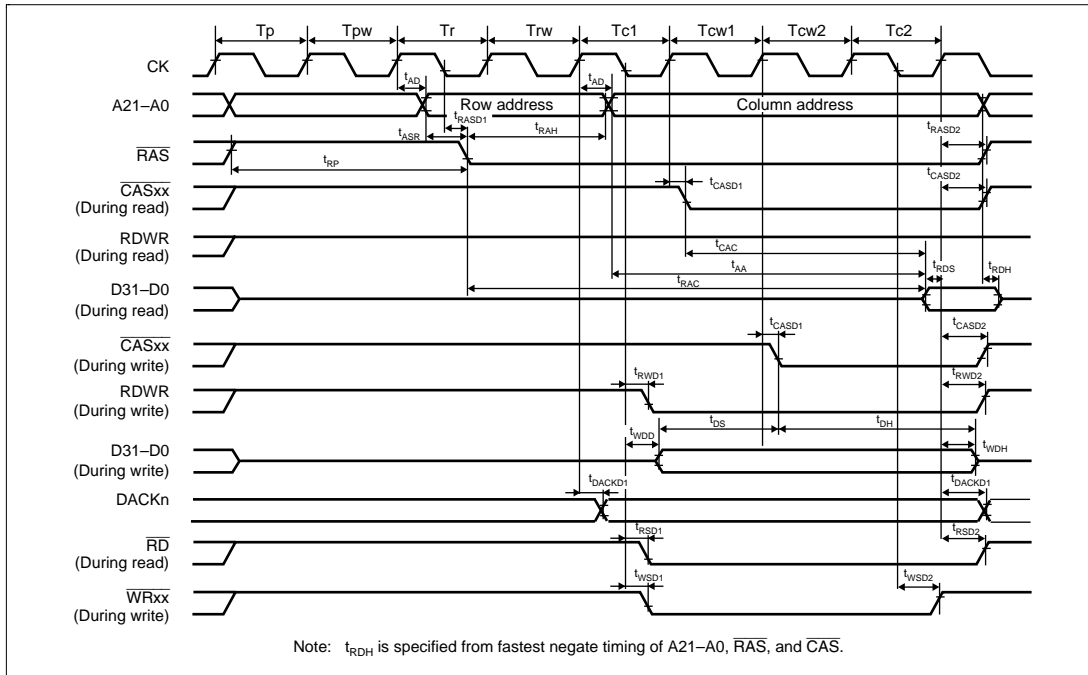 Tp Tpw Tr Trw Tc1 Tcw1 Tcw2 Tc2
CK
tAD tAD
A21–A0 Row address Column address
tRASD1
tASR tRAH tRASD2
RAS
tRP
CASxx tCASD1 tCASD2
(During read)
RDWR
(During read)
tCAC
tAA
tRDS tRDH
tRAC
D31–D0
(During read)
tCASD1 tCASD2
CASxx
(During write)
tRWD1 tRWD2
RDWR
(During write)
tDS tDH
tWDD tWDH
D31–D0
(During write)
tDACKD1 tDACKD1
DACKn
tRSD1 tRSD2
RD
(During read)
tWSD1 tWSD2
WRxx
(During write)
Note: tRDH is specified from fastest negate timing of A21–A0, RAS, and CAS.